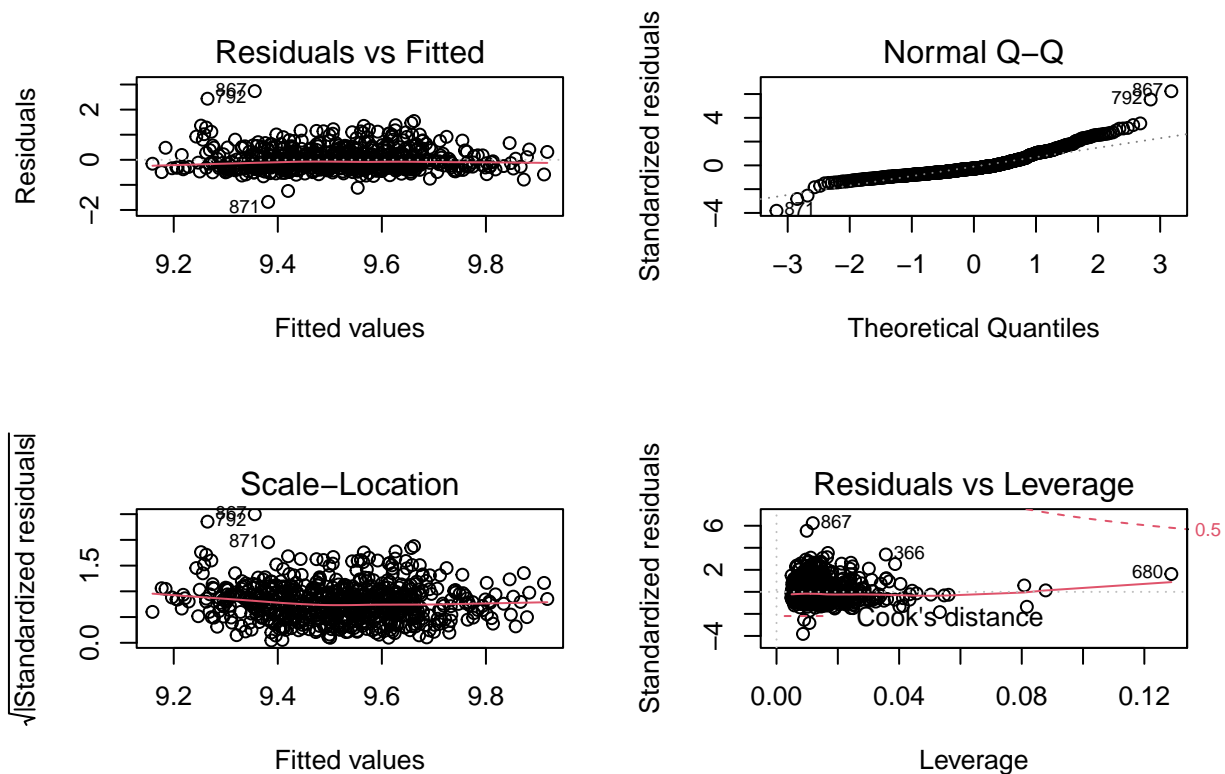 Residuals vs Fitted
Residuals
2
0
−2
867
792
871
9.2 9.4 9.6 9.8
Fitted values
Normal Q−Q
Standardized residuals
4
0
−4
867
792
871
−3 −2 −1 0 1 2 3
Theoretical Quantiles
Scale−Location
√|Standardized residuals|
1.5
0.0
867
792
871
9.2 9.4 9.6 9.8
Fitted values
Residuals vs Leverage
Standardized residuals
6
2
−4
867
366
680
0.5
Cook's distance
0.00 0.04 0.08 0.12
Leverage